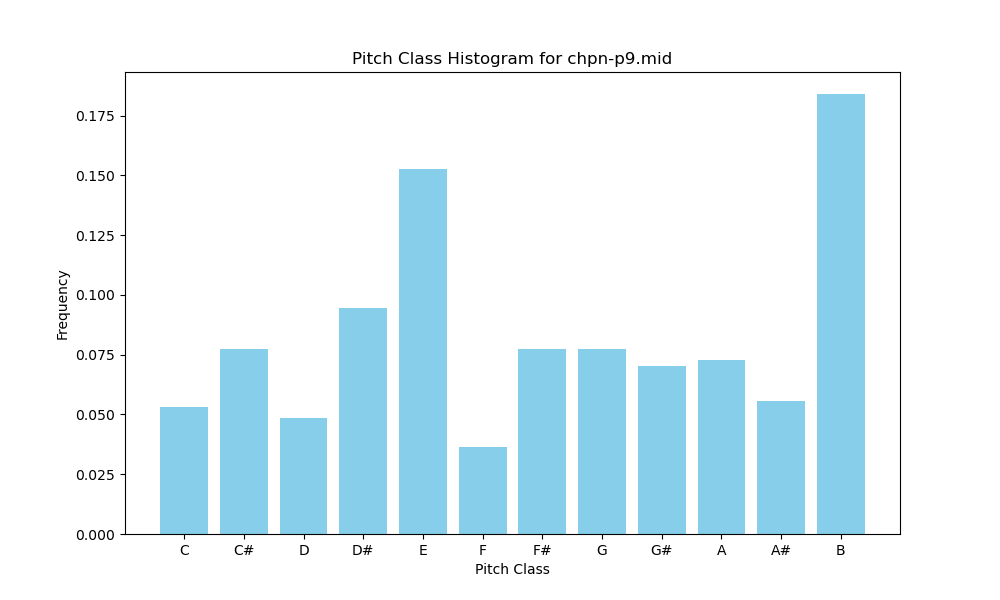 Pitch Class Histogram for chpn-p9.mid
Frequency
0.175
0.150
0.125
0.100
0.075
0.050
0.025
0.000
C C# D D# E F F# G G# A A# B
Pitch Class